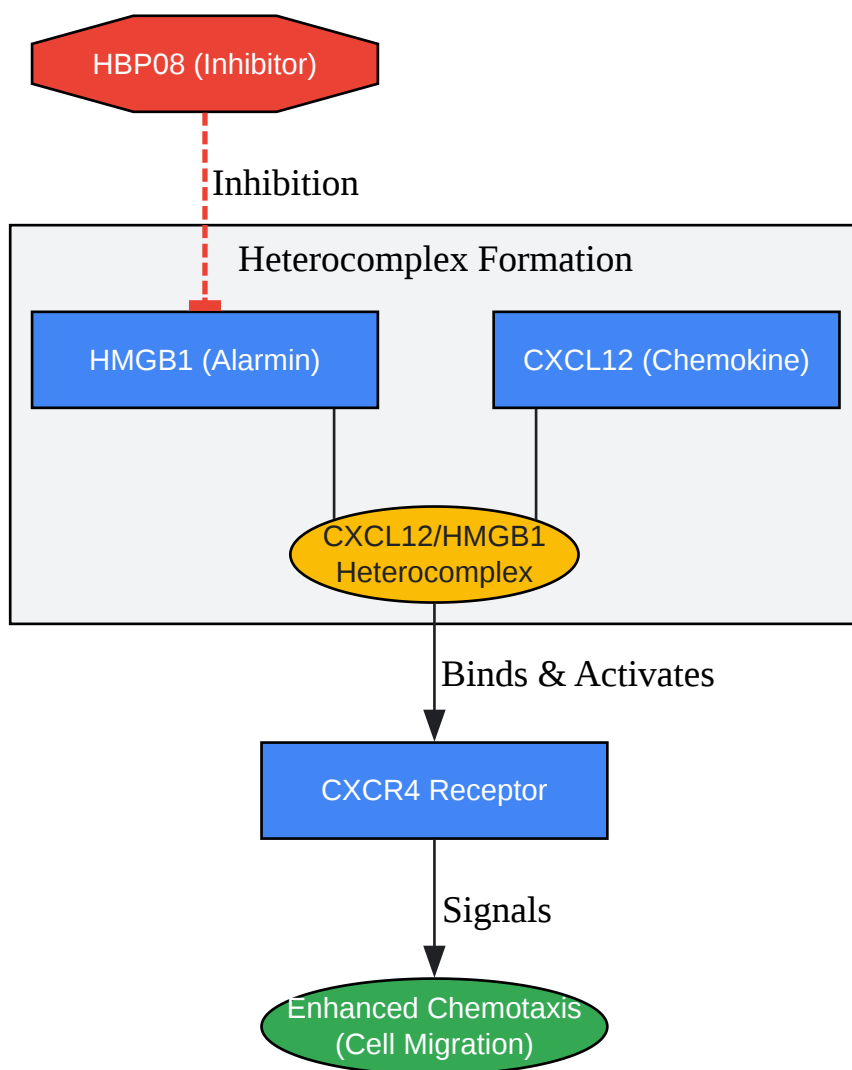 HBP08 (Inhibitor)
Inhibition
Heterocomplex Formation
HMGB1 (Alarmin)
CXCL12 (Chemokine)
CXCL12/HMGB1
Heterocomplex
Binds & Activates
CXCR4 Receptor
Signals
Enhanced Chemotaxis
(Cell Migration)